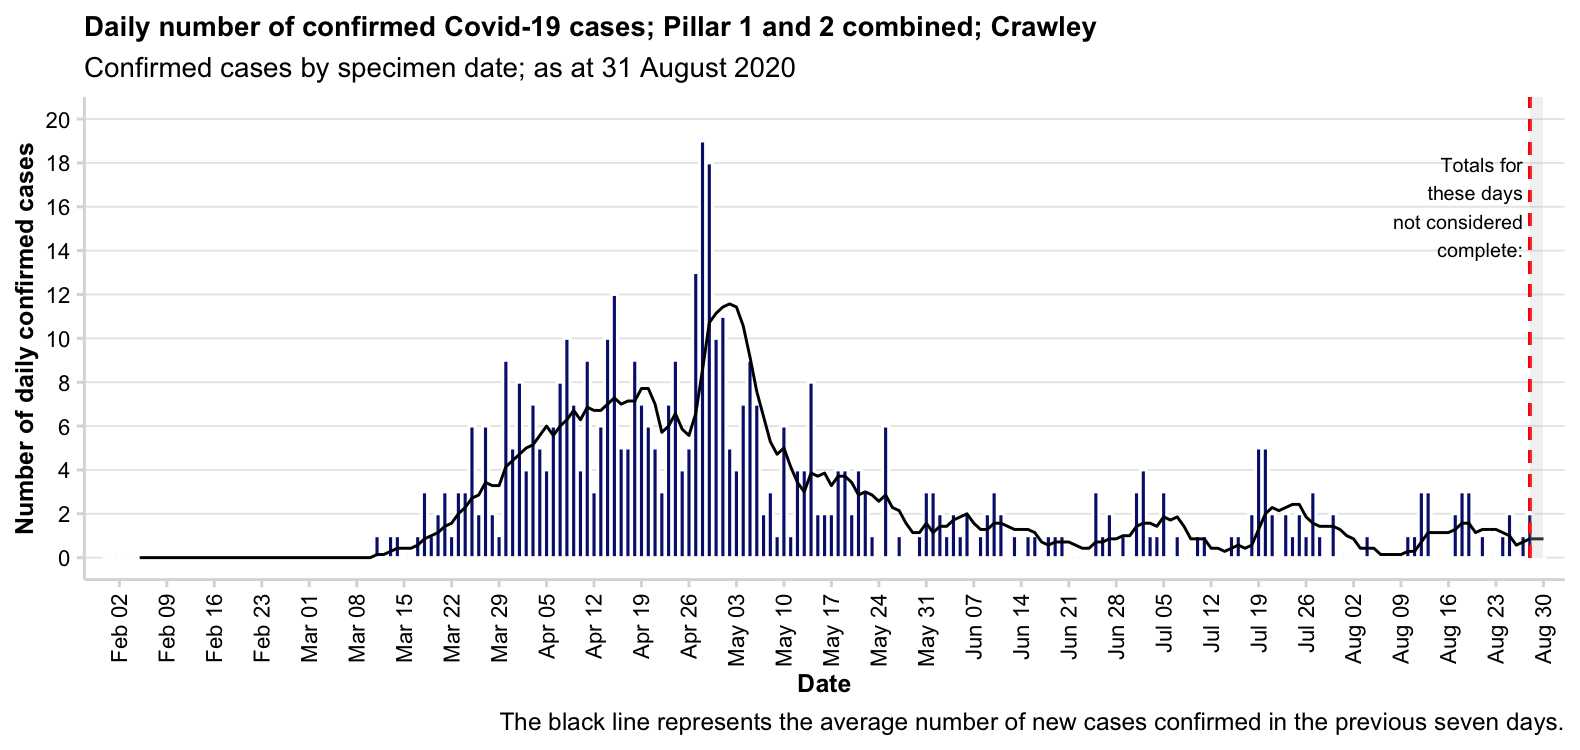 Daily number of confirmed Covid-19 cases; Pillar 1 and 2 combined; Crawley
Confirmed cases by specimen date; as at 31 August 2020
Number of daily confirmed cases
20
18
16
14
12
10
8
6
4
2
0
Totals for
these days
not considered
complete:
Feb 02
Feb 09
Feb 16
Feb 23
Mar 01
Mar 08
Mar 15
Mar 22
Mar 29
Apr 05
Apr 12
Apr 19
Apr 26
May 03
May 10
May 17
May 24
May 31
Jun 07
Jun 14
Jun 21
Jun 28
Jul 05
Jul 12
Jul 19
Jul 26
Aug 02
Aug 09
Aug 16
Aug 23
Aug 30
Date
The black line represents the average number of new cases confirmed in the previous seven days.